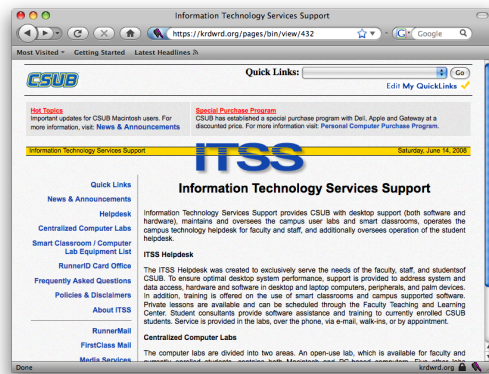 Information Technology Services Support
https://krdwrd.org/pages/bin/view/432
Google
Most Visited Getting Started Latest Headlines
CSUB
Quick Links:
Go
Edit My QuickLinks
Hot Topics
Important updates for CSUB Macintosh users. For
more information, visit: News & Announcements
Special Purchase Program
CSUB has established a special purchase program with Dell, Apple and Gateway at a
discounted price. For more information visit: Personal Computer Purchase Program.
Information Technology Services Support
ITSS
Saturday, June 14, 2008
Quick Links
News & Announcements
Helpdesk
Centralized Computer Labs
Smart Classroom / Computer
Lab Equipment List
RunnerID Card Office
Frequently Asked Questions
Policies & Disclaimers
About ITSS
RunnerMail
FirstClass Mail
Media Services
Information Technology Services Support
Information Technology Services Support provides CSUB with desktop support (both software and
hardware), maintains and oversees the campus user labs and smart classrooms, operates the
campus technology helpdesk for faculty and staff, and additionally oversees operation of the student
helpdesk.
ITSS Helpdesk
The ITSS Helpdesk was created to exclusively serve the needs of the faculty, staff, and studentsof
CSUB. To ensure optimal desktop system performance, support is provided to address system and
data access, hardware and software in desktop and laptop computers, peripherals, and palm devices.
In addition, training is offered on the use of smart classrooms and campus supported software.
Private lessons are available and can be scheduled through the Faculty Teaching and Learning
Center. Student consultants provide software assistance and training to currently enrolled CSUB
students. Service is provided in the labs, over the phone, via e-mail, walk-ins, or by appointment.
Centralized Computer Labs
The computer labs are divided into two areas. An open-use lab, which is available for faculty and
currently enrolled students, contains both Macintosh and PC-based computers. Five other labs
Done
krdwrd.org